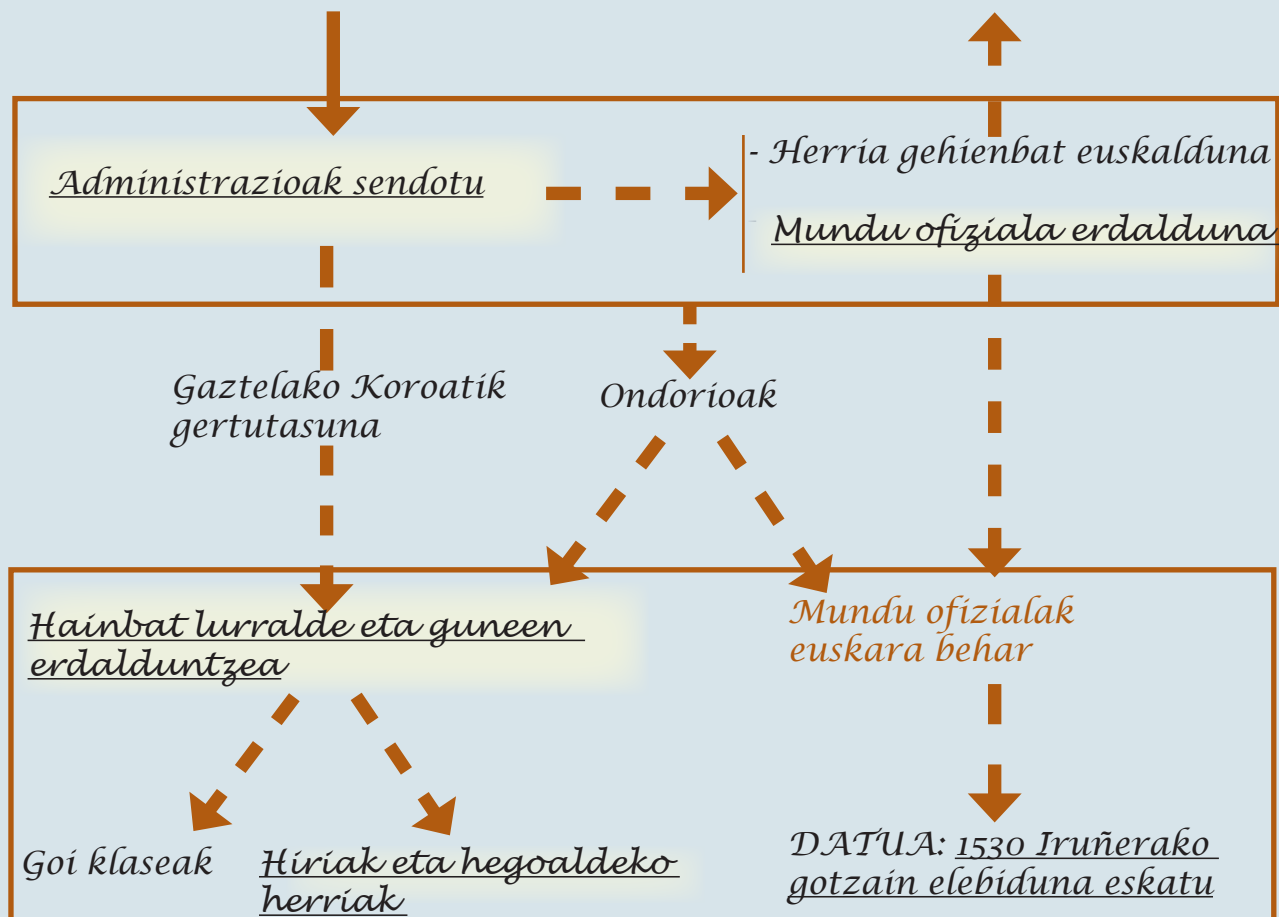 Administrazioak sendotu
- Herria gehienbat euskalduna
- Mundu ofiziala erdalduna
Gaztelako Koroatik
gertutasuna
Ondorioak
Hainbat lurralde eta guneen
erdalduntzea
Mundu ofizialak
euskara behar
Goi klaseak
Hiriak eta hegoaldeko
herriak
DATUA: 1530 Iruñerako
gotzain elebiduna eskatu